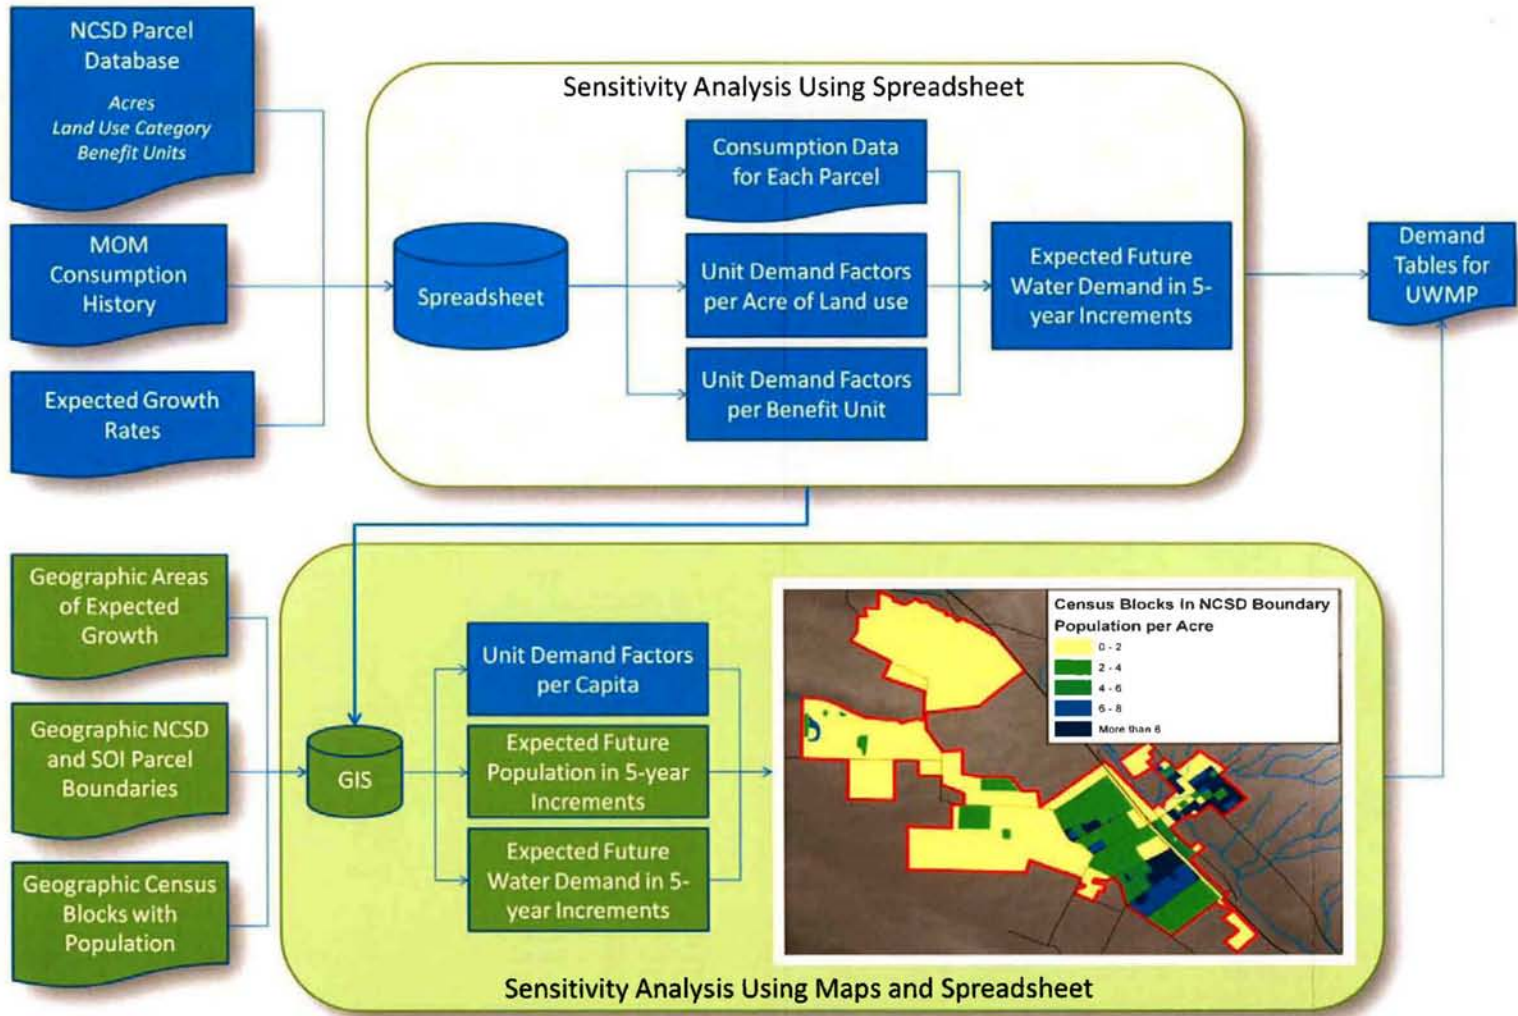 NCSD Parcel
Database
Acres
Land Use Category
Benefit Units
MOM
Consumption
History
Expected Growth
Rates
Sensitivity Analysis Using Spreadsheet
Spreadsheet
Consumption Data
for Each Parcel
Unit Demand Factors
per Acre of Land use
Unit Demand Factors
per Benefit Unit
Expected Future
Water Demand in 5-
year Increments
Demand
Tables for
UWMP
Geographic Areas
of Expected
Growth
Geographic NCSD
and SOI Parcel
Boundaries
Geographic Census
Blocks with
Population
GIS
Unit Demand Factors
per Capita
Expected Future
Population in 5-year
Increments
Expected Future
Water Demand in 5-
year Increments
Census Blocks in NCSD Boundary
Population per Acre
0 - 2
2 - 4
4 - 6
6 - 8
More than 8
Sensitivity Analysis Using Maps and Spreadsheet